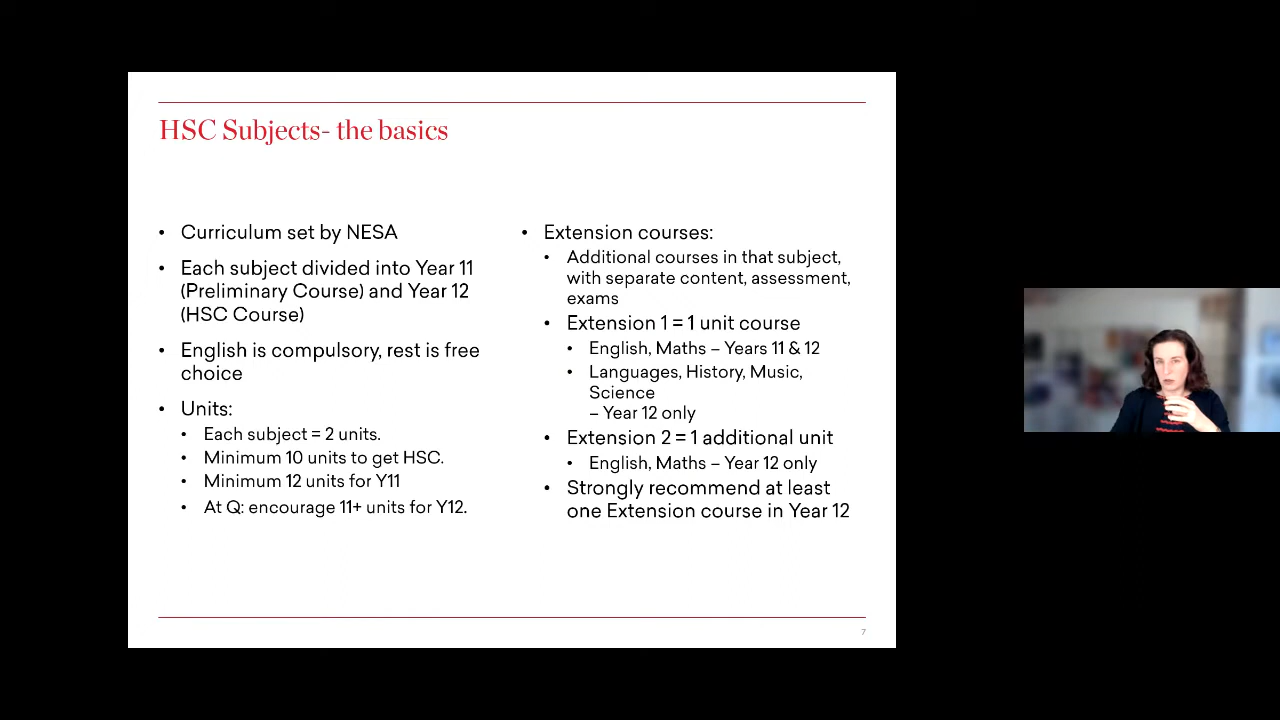 HSC Subjects- the basics
• Curriculum set by NESA
• Each subject divided into Year 11
(Preliminary Course) and Year 12
(HSC Course)
• English is compulsory, rest is free
choice
• Units:
• Each subject = 2 units.
• Minimum 10 units to get HSC.
• Minimum 12 units for Y11
• At Q: encourage 11+ units for Y12.
• Extension courses:
• Additional courses in that subject,
with separate content, assessment,
exams
• Extension 1 = 1 unit course
• English, Maths – Years 11 & 12
• Languages, History, Music,
Science
– Year 12 only
• Extension 2 = 1 additional unit
• English, Maths – Year 12 only
• Strongly recommend at least
one Extension course in Year 12
7